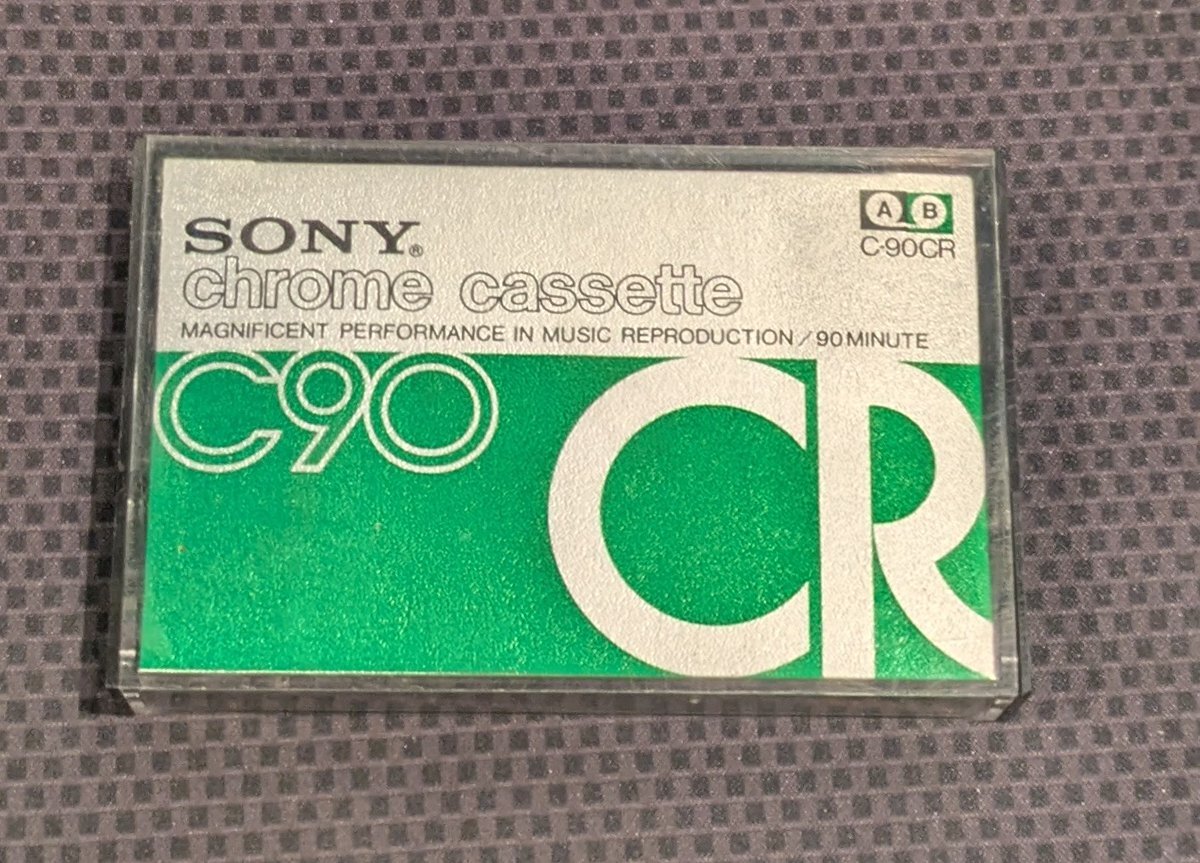 SONY®
chrome cassette
MAGNIFICENT PERFORMANCE IN MUSIC REPRODUCTION / 90 MINUTE
A B
C-90CR
C90
CR